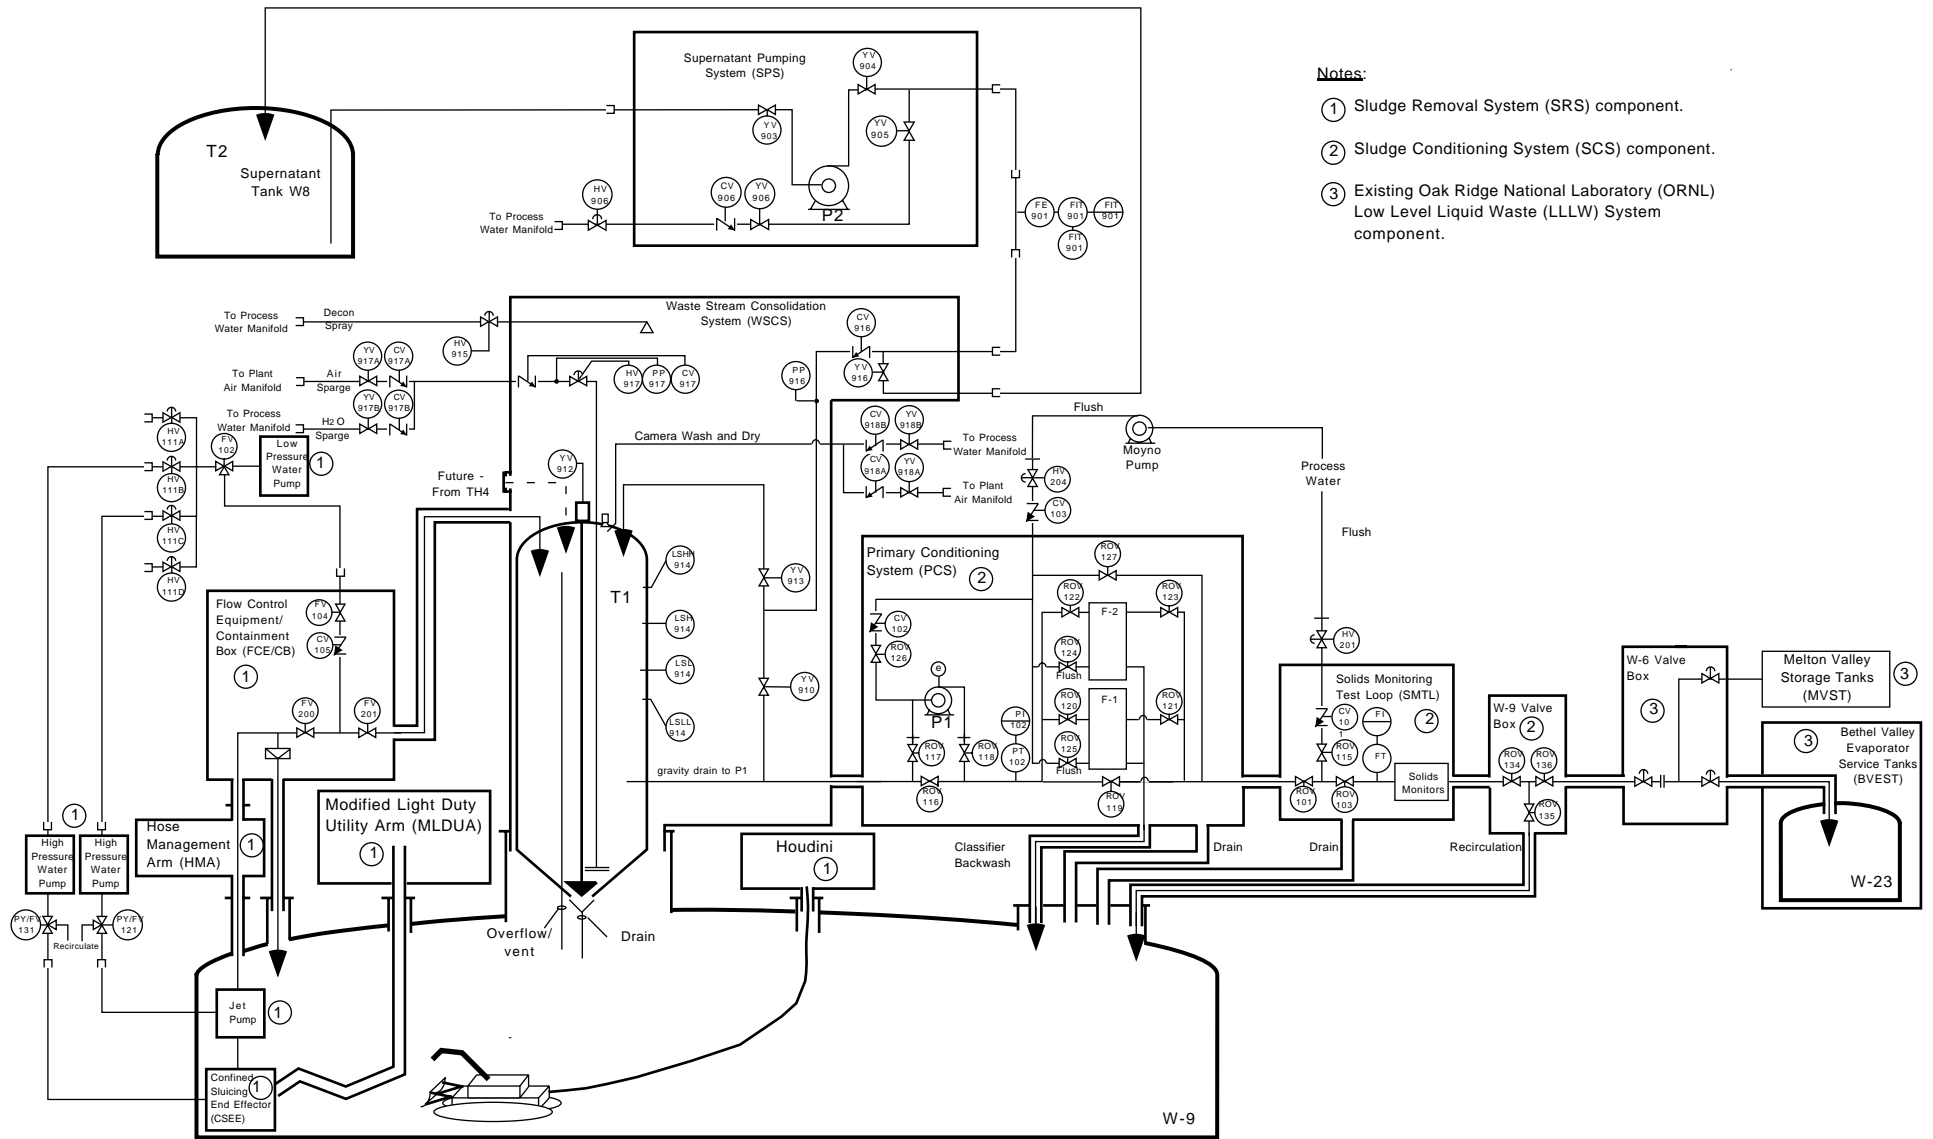 Supernatant Pumping
System (SPS)
YV
904
YV
903
YV
905
HV
906
CV
906
YV
906
P2
To Process
Water Manifold
T2
Supernatant
Tank W8
FE
901
FIT
901
FIT
901
FIT
901
Notes:
1 Sludge Removal System (SRS) component.
2 Sludge Conditioning System (SCS) component.
3 Existing Oak Ridge National Laboratory (ORNL)
Low Level Liquid Waste (LLLW) System
component.
Waste Stream Consolidation
System (WSCS)
To Process
Water Manifold
Decon
Spray
HV
915
YV
917A
CV
917A
To Plant
Air Manifold
Air
Sparge
YV
917B
CV
917B
To Process
Water Manifold
H2O
Sparge
HV
917
PP
917
CV
917
PP
916
CV
916
YV
916
HV
111A
HV
111B
HV
111C
HV
111D
FV
102
Low
Pressure
Water
Pump
1
Camera Wash and Dry
CV
918B
YV
918B
To Process
Water Manifold
CV
918A
YV
918A
To Plant
Air Manifold
Flush
Moyno
Pump
HV
204
CV
103
Process
Water
Flush
Future -
From TH4
YV
912
T1
LSHH
914
LSH
914
LSL
914
LSLL
914
YV
913
YV
910
gravity drain to P1
Flow Control
Equipment/
Containment
Box (FCE/CB)
1
FV
104
CV
105
FV
200
FV
201
Primary Conditioning
System (PCS)
2
ROV
127
ROV
122
F-2
ROV
123
CV
102
ROV
126
ROV
124
Flush
e
P1
ROV
120
F-1
ROV
121
PI
102
PT
102
ROV
125
Flush
ROV
117
ROV
118
ROV
116
ROV
119
HV
201
Solids Monitoring
Test Loop (SMTL)
2
CV
10
1
FI
ROV
115
FT
Solids
Monitors
ROV
101
ROV
103
W-9 Valve
Box
2
ROV
134
ROV
136
ROV
135
W-6 Valve
Box
3
Melton Valley
Storage Tanks
(MVST)
3
3
Bethel Valley
Evaporator
Service Tanks
(BVEST)
W-23
Modified Light Duty
Utility Arm (MLDUA)
1
Hose
Management
Arm (HMA)
1
1
High
Pressure
Water
Pump
High
Pressure
Water
Pump
PY/FV
131
PY/FV
121
Recirculate
Houdini
1
Classifier
Backwash
Drain
Drain
Recirculation
Overflow/
vent
Drain
Jet
Pump
1
Confined
Sluicing
End Effector
(CSEE)
1
W-9